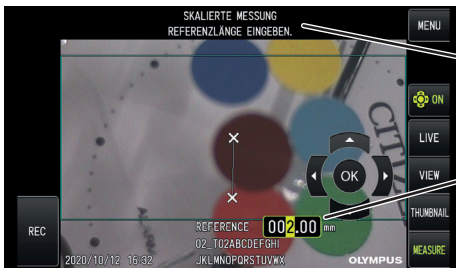 SKALIERTE MESSUNG
REFERENZLÄNGE EINGEBEN.
MENU
ON
LIVE
OK
VIEW
THUMBNAIL
REC
REFERENCE 002.00 mm
02_T02ABCDEFGHI
2020/10/12 16:32 JKLMNOPQRSTUVWX OLYMPUS
MEASURE